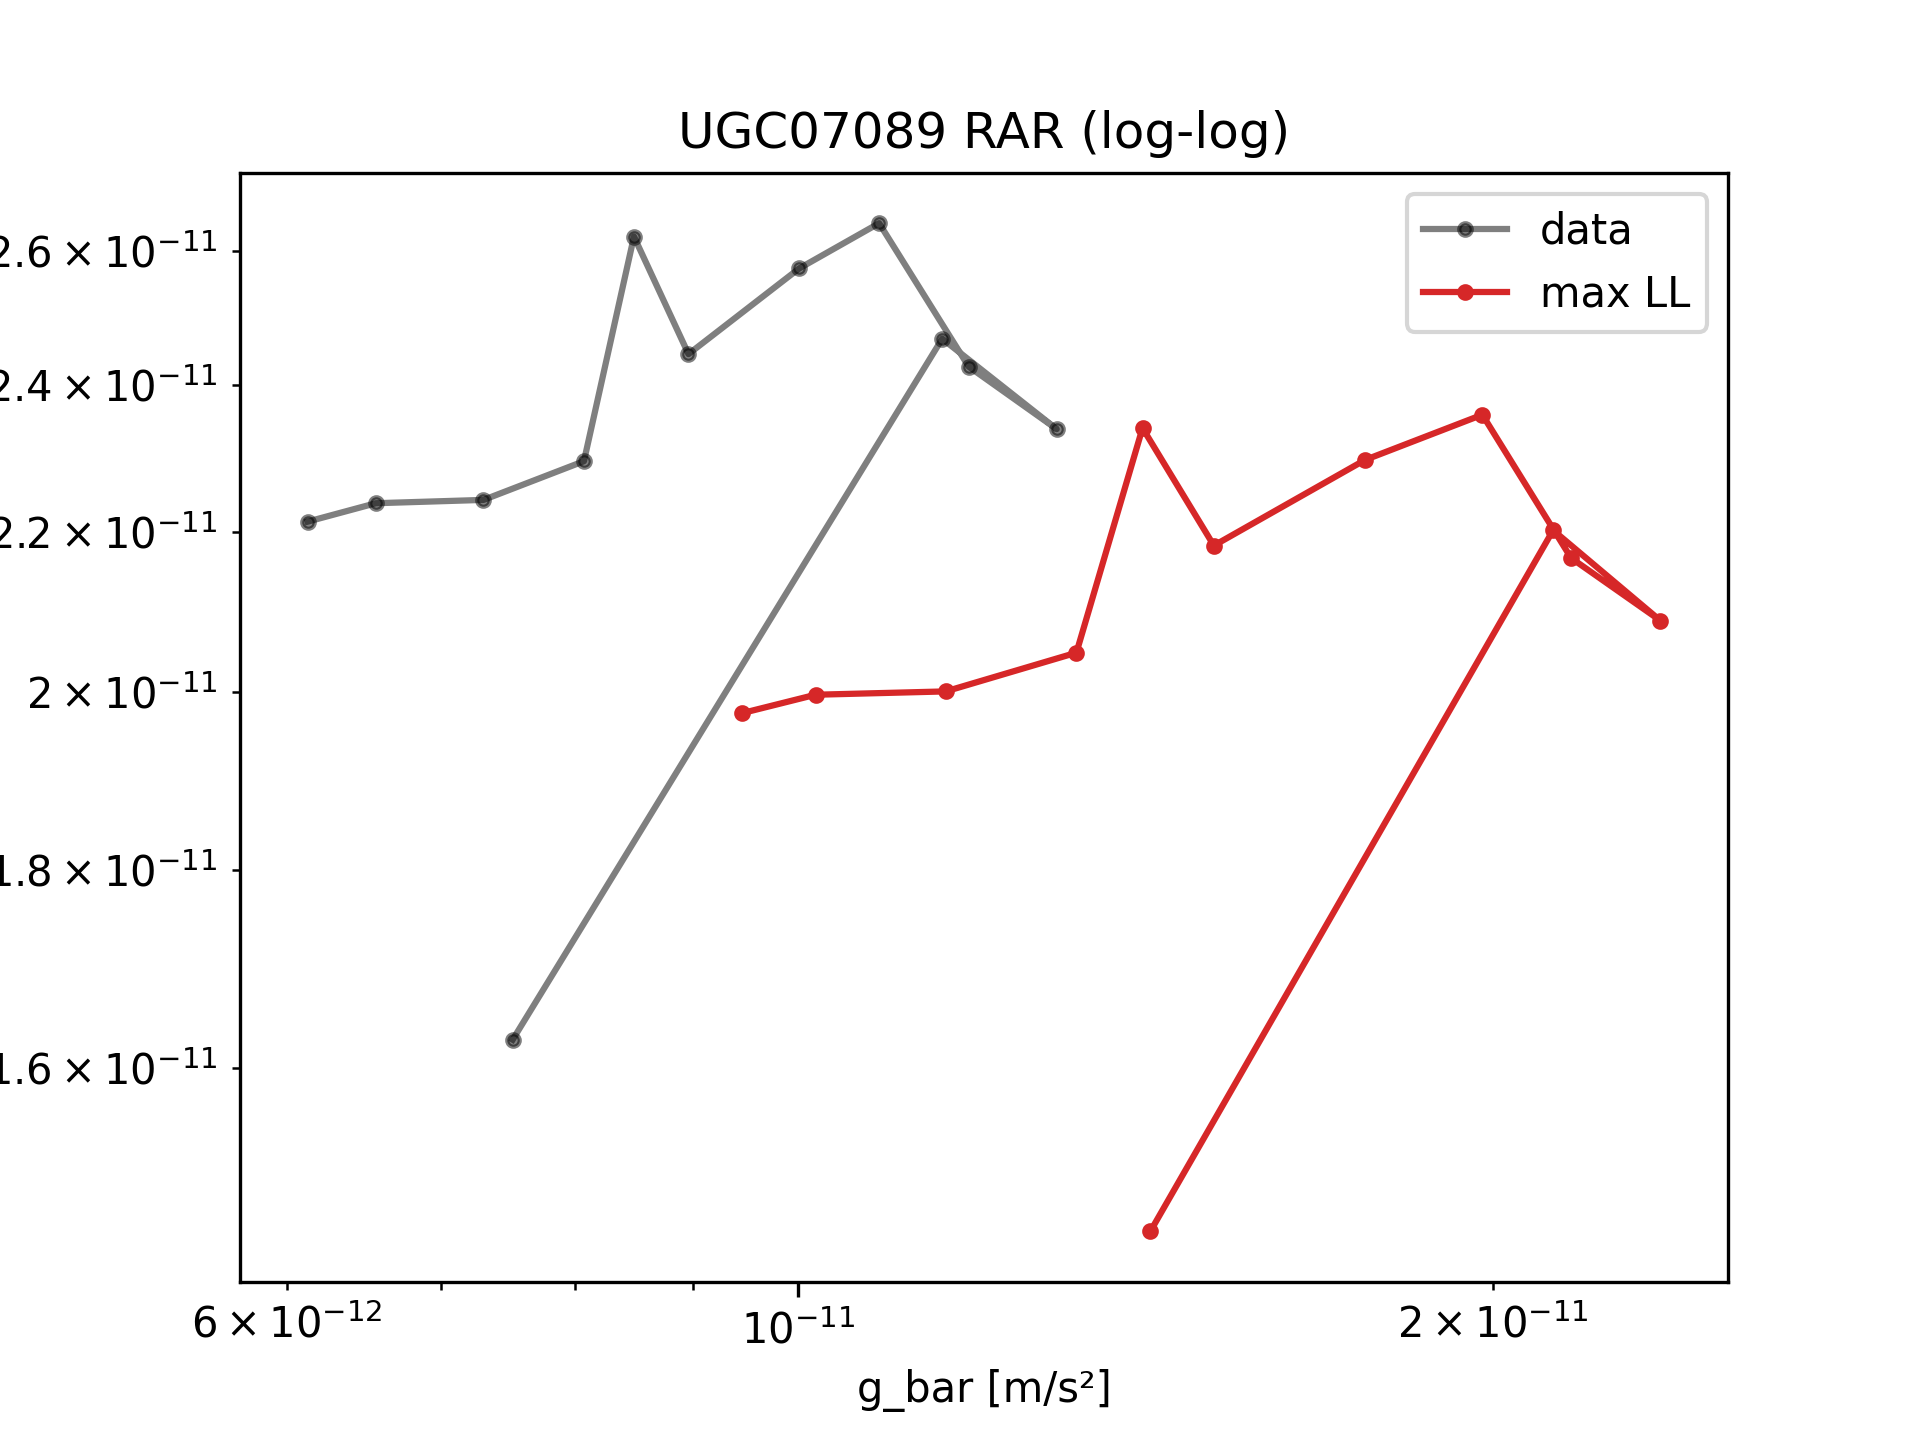 UGC07089 RAR (log-log)
data
max LL
2.6 × 10⁻¹¹
2.4 × 10⁻¹¹
2.2 × 10⁻¹¹
2 × 10⁻¹¹
1.8 × 10⁻¹¹
1.6 × 10⁻¹¹
6 × 10⁻¹² 10⁻¹¹ 2 × 10⁻¹¹
g_bar [m/s²]